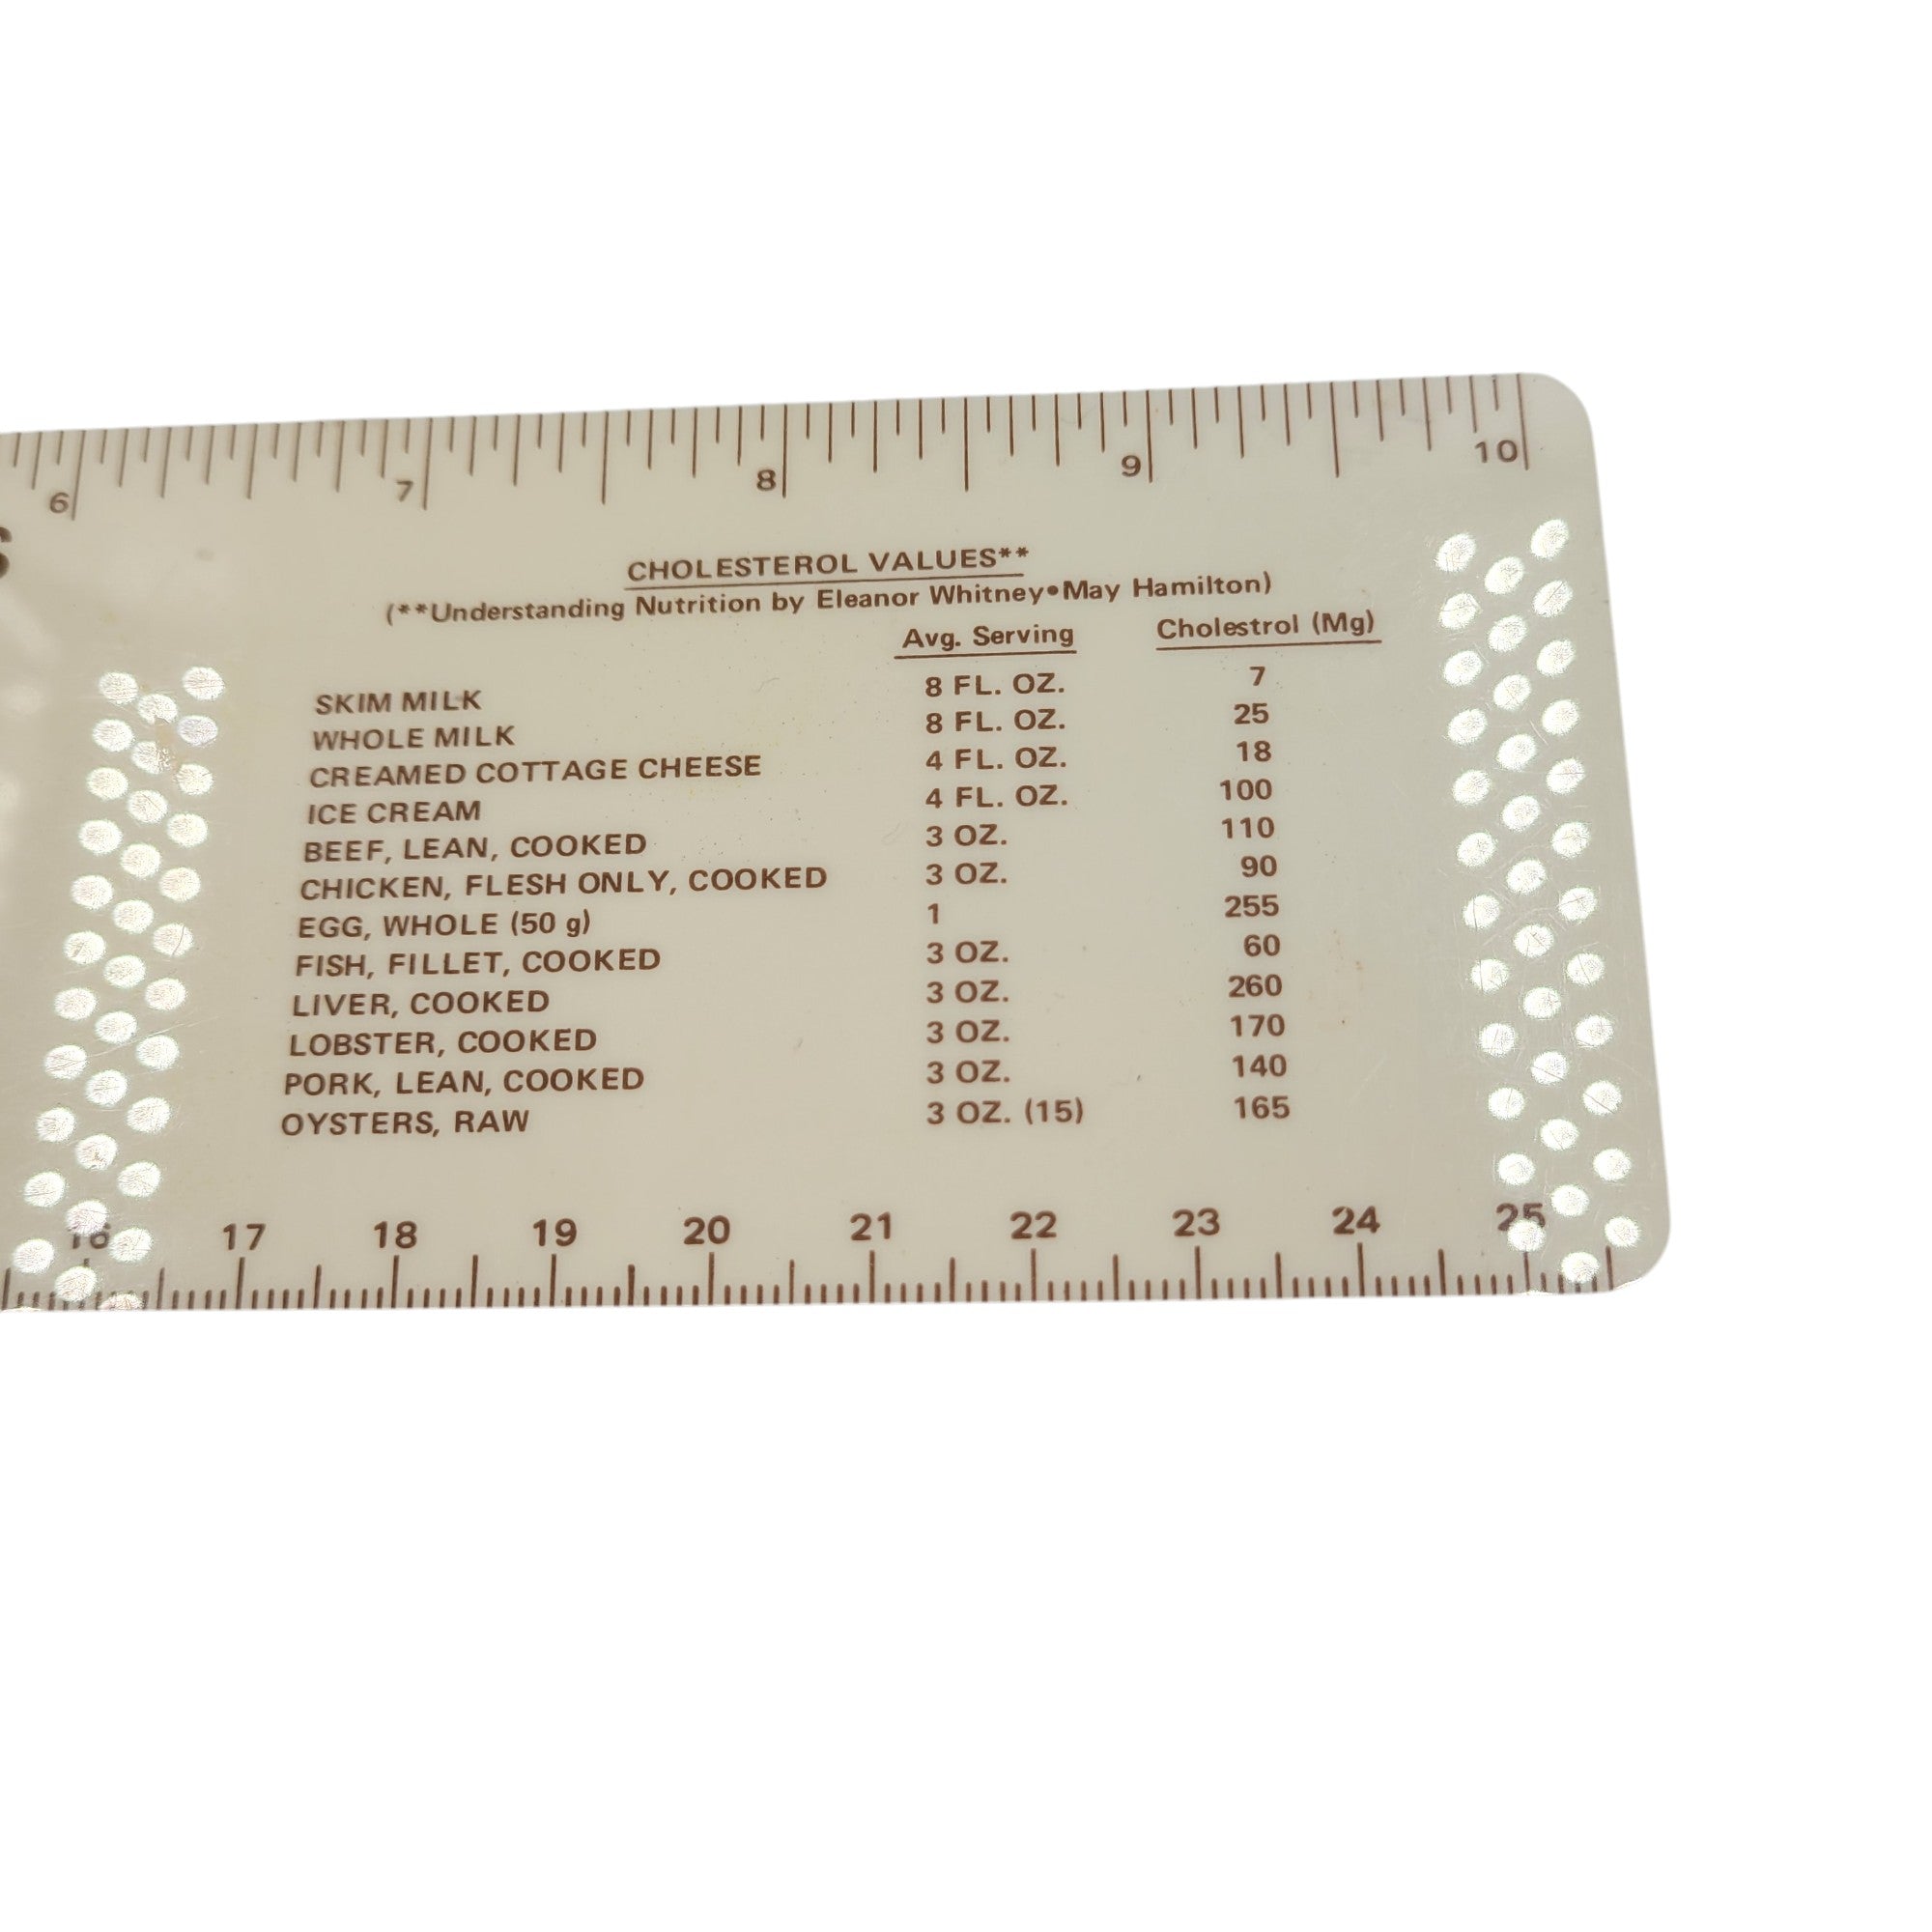 6 7 8 9 10
S
CHOLESTEROL VALUES**
(**Understanding Nutrition by Eleanor Whitney•May Hamilton)
Avg. Serving Cholestrol (Mg)
SKIM MILK 8 FL. OZ. 7
WHOLE MILK 8 FL. OZ. 25
CREAMED COTTAGE CHEESE 4 FL. OZ. 18
ICE CREAM 4 FL. OZ. 100
BEEF, LEAN, COOKED 3 OZ. 110
CHICKEN, FLESH ONLY, COOKED 3 OZ. 90
EGG, WHOLE (50 g) 1 255
FISH, FILLET, COOKED 3 OZ. 60
LIVER, COOKED 3 OZ. 260
LOBSTER, COOKED 3 OZ. 170
PORK, LEAN, COOKED 3 OZ. 140
OYSTERS, RAW 3 OZ. (15) 165
16 17 18 19 20 21 22 23 24 25